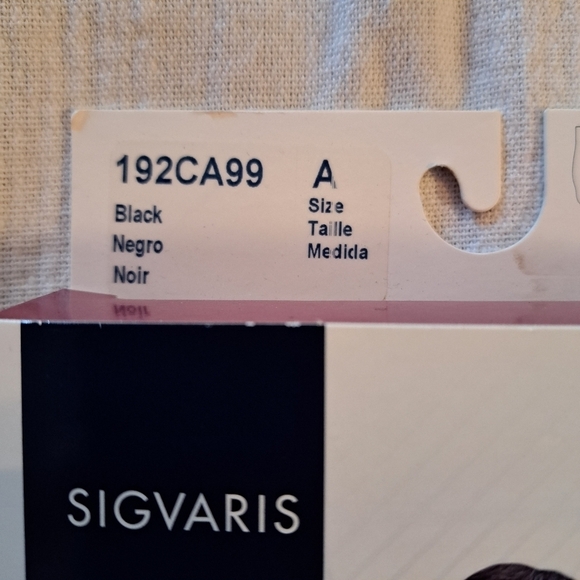 192CA99 A
Black Size
Negro Taille
Noir Medida
SIGVARIS